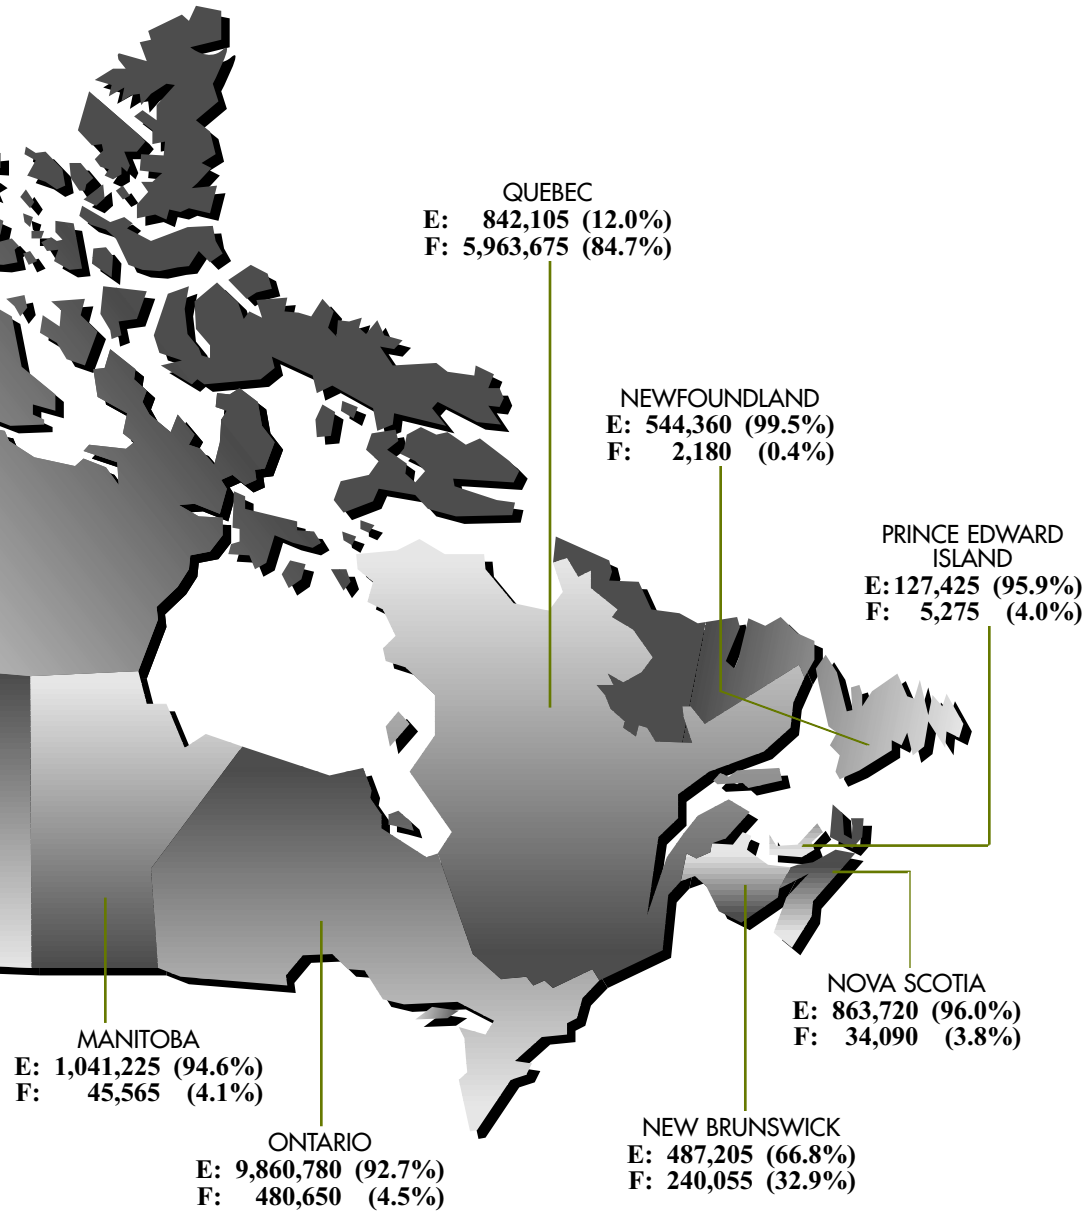 QUEBEC
E: 842,105 (12.0%)
F: 5,963,675 (84.7%)
NEWFOUNDLAND
E: 544,360 (99.5%)
F: 2,180 (0.4%)
PRINCE EDWARD
ISLAND
E: 127,425 (95.9%)
F: 5,275 (4.0%)
NOVA SCOTIA
E: 863,720 (96.0%)
F: 34,090 (3.8%)
MANITOBA
E: 1,041,225 (94.6%)
F: 45,565 (4.1%)
NEW BRUNSWICK
E: 487,205 (66.8%)
F: 240,055 (32.9%)
ONTARIO
E: 9,860,780 (92.7%)
F: 480,650 (4.5%)